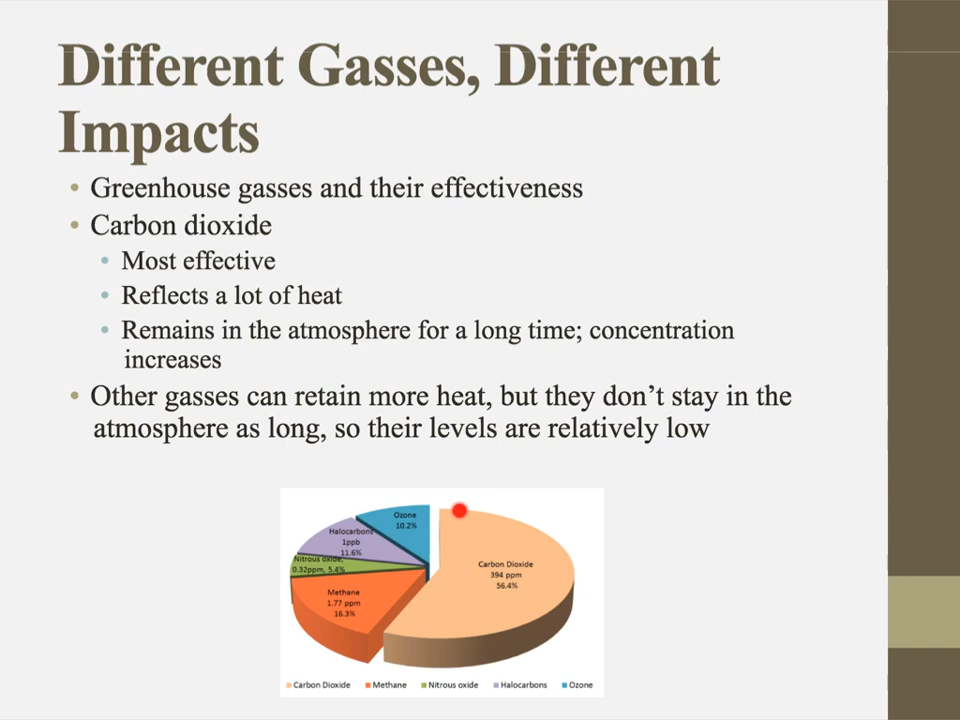 Different Gasses, Different
Impacts
• Greenhouse gasses and their effectiveness
• Carbon dioxide
• Most effective
• Reflects a lot of heat
• Remains in the atmosphere for a long time; concentration
increases
• Other gasses can retain more heat, but they don’t stay in the
atmosphere as long, so their levels are relatively low
Ozone
10.2%
Halocarbons
1ppb
11.6%
Nitrous oxide,
0.32ppm, 5.4%
Methane
1.77 ppm
16.3%
Carbon Dioxide
394 ppm
56.4%
Carbon Dioxide Methane Nitrous oxide Halocarbons Ozone